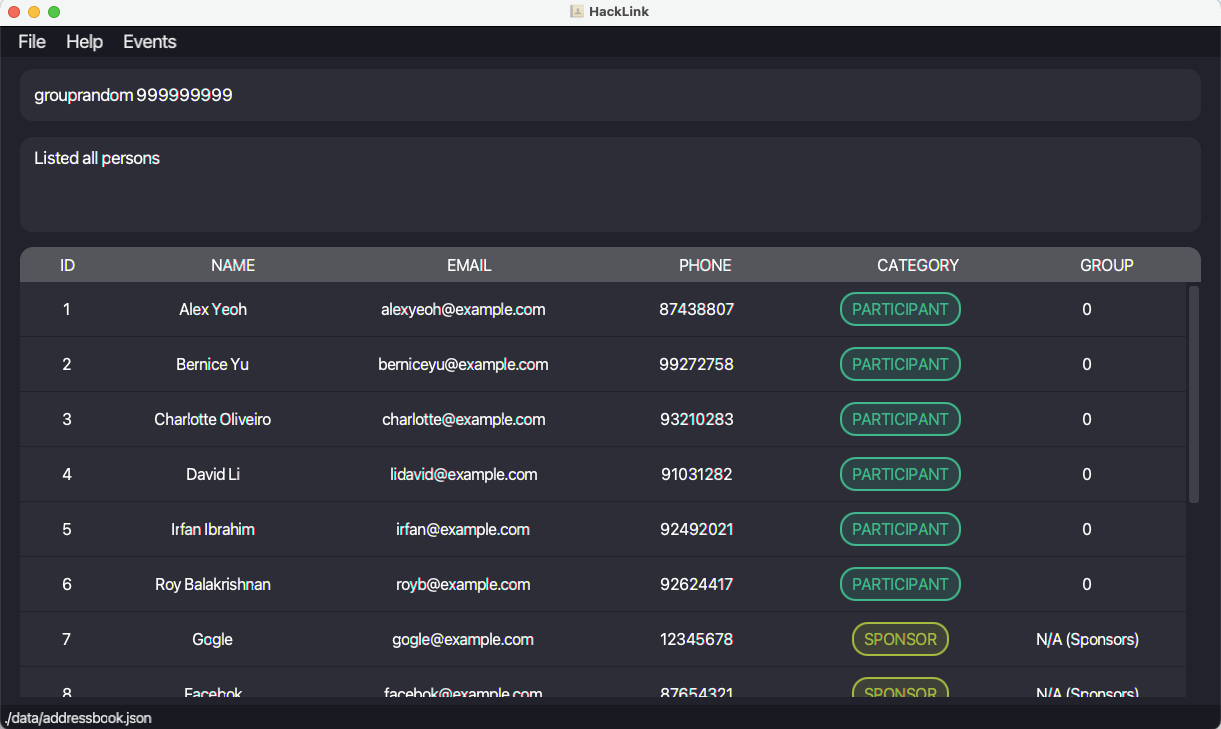 HackLink
File Help Events
grouprandom 999999999
Listed all persons
ID NAME EMAIL PHONE CATEGORY GROUP
1 Alex Yeoh alexyeoh@example.com 87438807 PARTICIPANT 0
2 Bernice Yu berniceyu@example.com 99272758 PARTICIPANT 0
3 Charlotte Oliveiro charlotte@example.com 93210283 PARTICIPANT 0
4 David Li lidavid@example.com 91031282 PARTICIPANT 0
5 Irfan Ibrahim irfan@example.com 92492021 PARTICIPANT 0
6 Roy Balakrishnan royb@example.com 92624417 PARTICIPANT 0
7 Gogle gogle@example.com 12345678 SPONSOR N/A (Sponsors)
8 Facebok facebok@example.com 87654321 SPONSOR N/A (Sponsors)
./data/addressbook.json